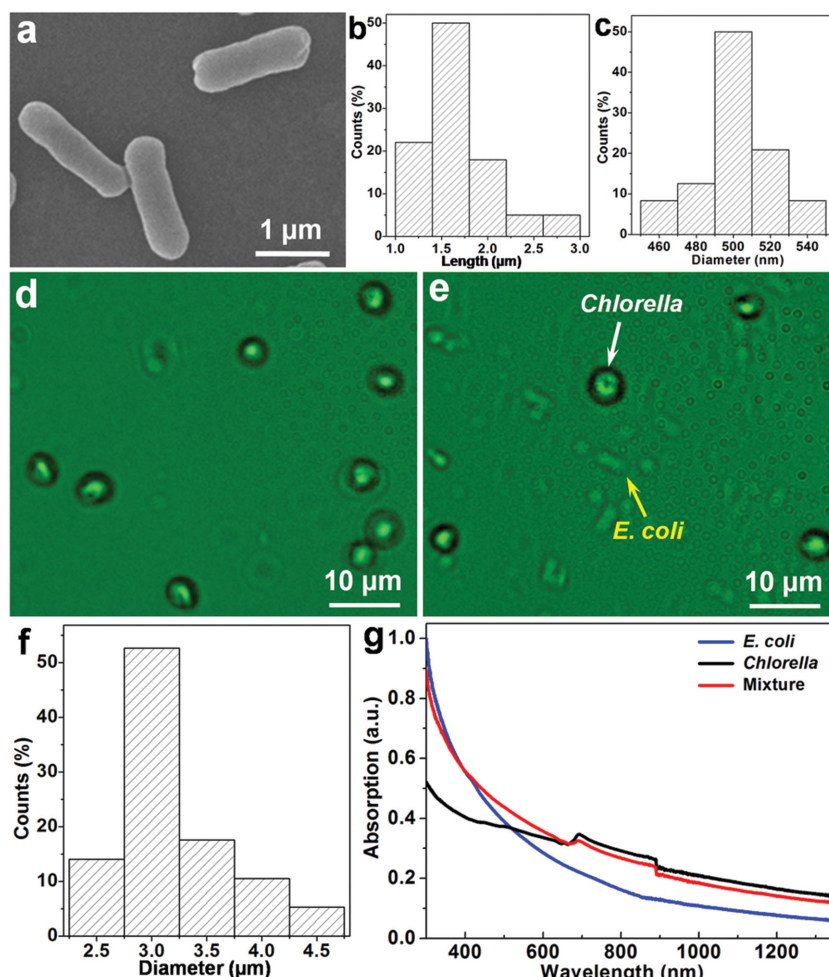 a
1 µm
b
50
40
30
20
10
0
Counts (%)
1.0 1.5 2.0 2.5 3.0
Length (µm)
c
50
40
30
20
10
0
Counts (%)
460 480 500 520 540
Diameter (nm)
d
10 µm
e
Chlorella
E. coli
10 µm
f
50
40
30
20
10
0
Counts (%)
2.5 3.0 3.5 4.0 4.5
Diameter (µm)
g
1.0
0.8
0.6
0.4
0.2
0.0
Absorption (a.u.)
E. coli
Chlorella
Mixture
400 600 800 1000 1200
Wavelength (nm)